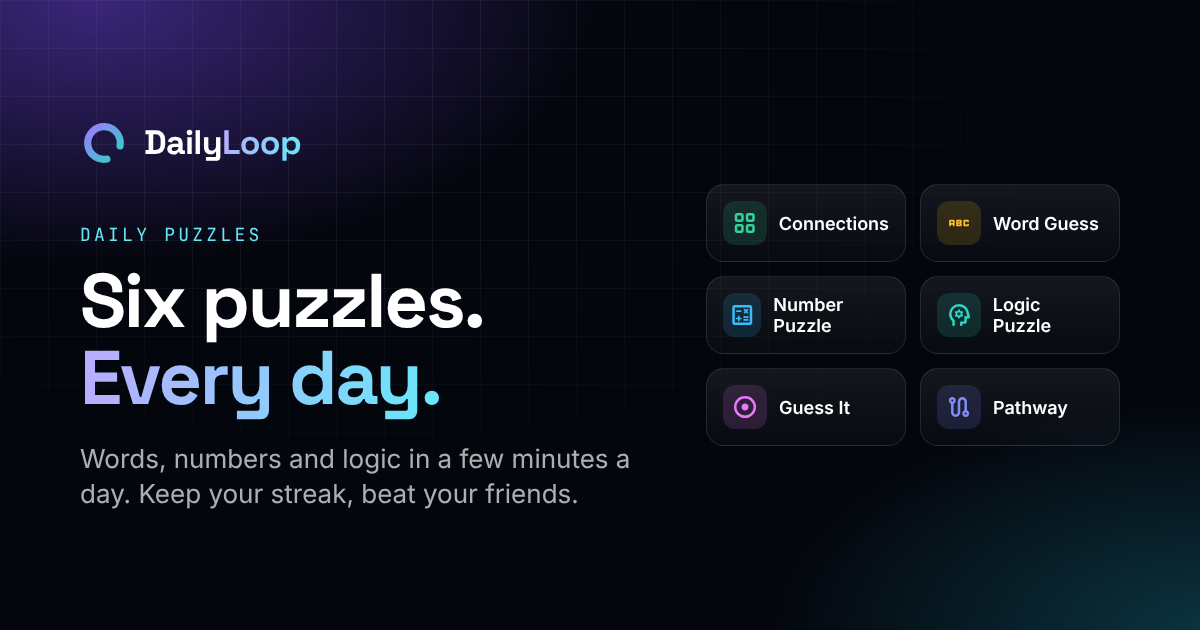 DailyLoop
DAILY PUZZLES
Six puzzles.
Every day.
Words, numbers and logic in a few minutes a
day. Keep your streak, beat your friends.
Connections
ABC
Word Guess
Number
Puzzle
Logic
Puzzle
Guess It
Pathway